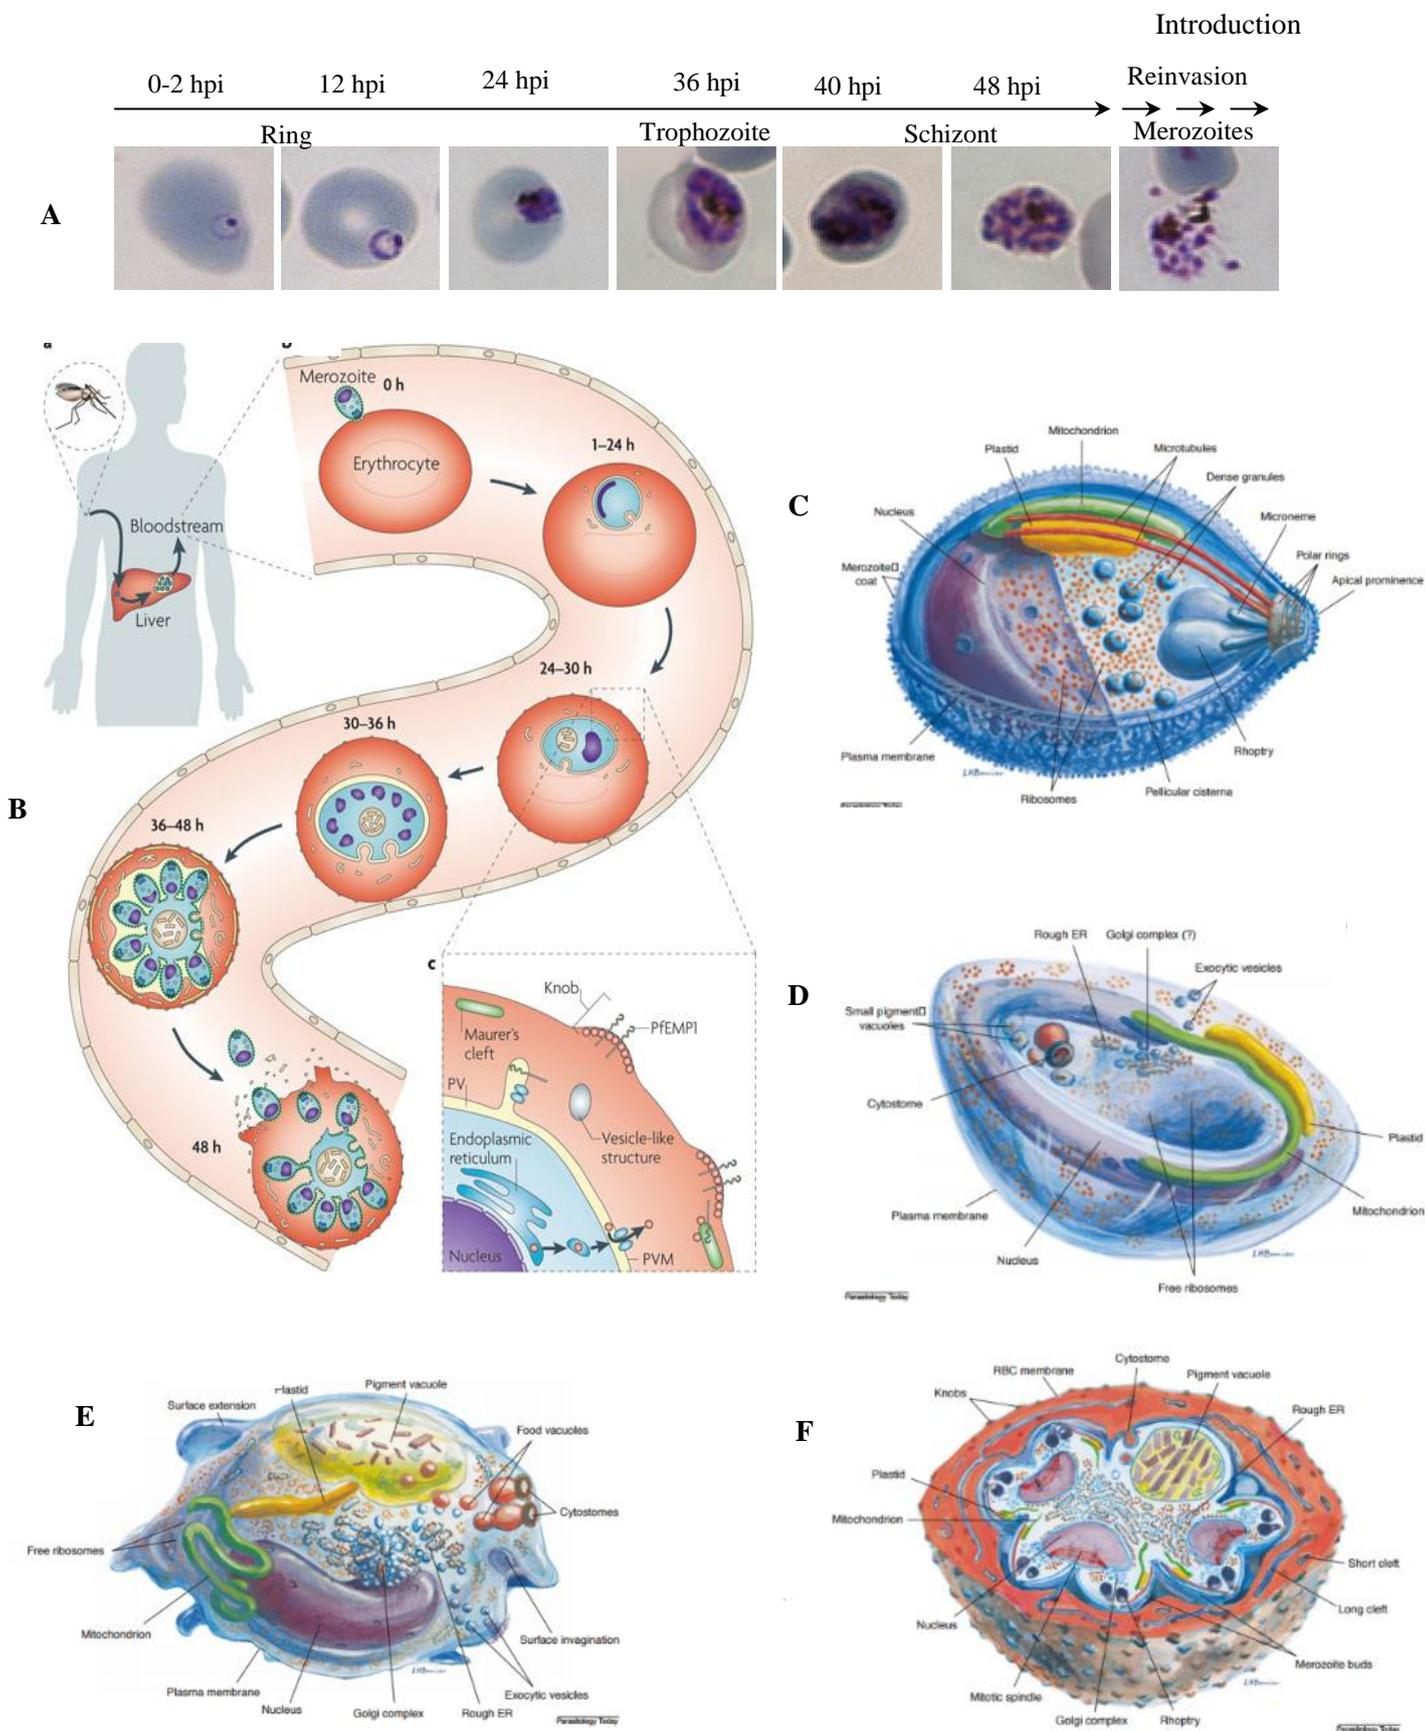 Introduction
0-2 hpi
12 hpi
24 hpi
36 hpi
40 hpi
48 hpi
Reinvasion
Ring
Trophozoite
Schizont
Merozoites
A
a
Merozoite
0 h
Erythrocyte
1–24 h
Bloodstream
Liver
24–30 h
30–36 h
B
36–48 h
48 h
c
Knob
PfEMP1
Maurer's
cleft
PV
Endoplasmic
reticulum
Vesicle-like
structure
Nucleus
PVM
C
Mitochondrion
Plastid
Microtubules
Dense granules
Nucleus
Microneme
Polar rings
Merozoite
coat
Apical prominence
Plasma membrane
Rhoptry
Pellicular cisterna
Ribosomes
D
Rough ER
Golgi complex (?)
Exocytic vesicles
Small pigment
vacuoles
Cytostome
Plastid
Plasma membrane
Mitochondrion
Nucleus
Free ribosomes
Parasitology Today
E
Plastid
Pigment vacuole
Surface extension
Food vacuoles
Cytostomes
Free ribosomes
Mitochondrion
Surface invagination
Plasma membrane
Exocytic vesicles
Nucleus
Golgi complex
Rough ER
Parasitology Today
F
Cytostome
RBC membrane
Pigment vacuole
Knobs
Rough ER
Plastid
Mitochondrion
Short cleft
Long cleft
Nucleus
Merozoite buds
Mitotic spindle
Golgi complex
Rhoptry